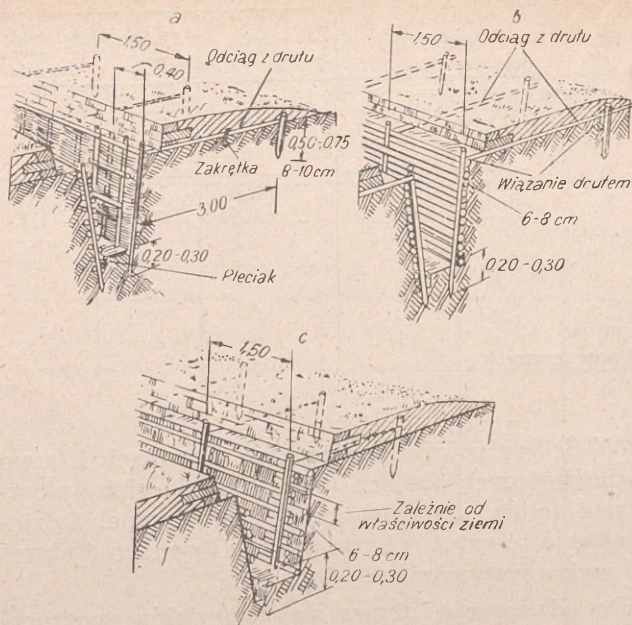 a
1,50
0,40
Odciąg z drutu
Zakrętka
0,50-0,75
8-10cm
3,00
0,20-0,30
Pleciak
b
1,50
Odciąg z drutu
Wiązanie drutem
6-8 cm
0,20-0,30
c
1,50
Zależnie od
właściwości ziemi
6-8 cm
0,20-0,30